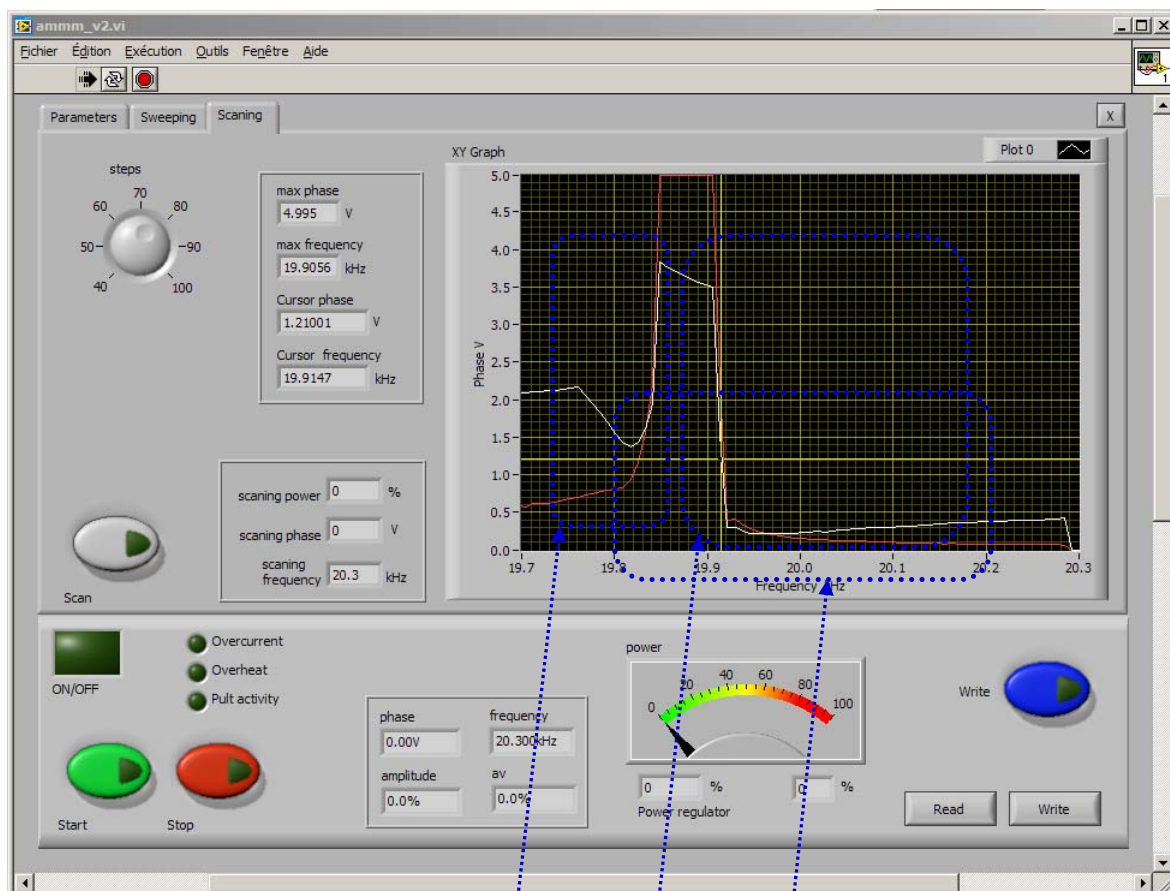 ammm_v2.vi
Fichier Édition Exécution Outils Fenêtre Aide
1
Parameters Sweeping Scaning X
steps
40 50 60 70 80 90 100
max phase
4.995 V
max frequency
19.9056 kHz
Cursor phase
1.21001 V
Cursor frequency
19.9147 kHz
scaning power 0 %
scaning phase 0 V
scaning
frequency 20.3 kHz
Scan
XY Graph Plot 0
Phase V
5.0
4.5
4.0
3.5
3.0
2.5
2.0
1.5
1.0
0.5
0.0
19.7 19.8 19.9 20.0 20.1 20.2 20.3
Frequency Hz
ON/OFF
Overcurrent
Overheat
Pult activity
Start Stop
phase frequency
0.00V 20.300kHz
amplitude av
0.0% 0.0%
power
0 20 40 60 80 100
0 % 0 %
Power regulator
Write
Read Write